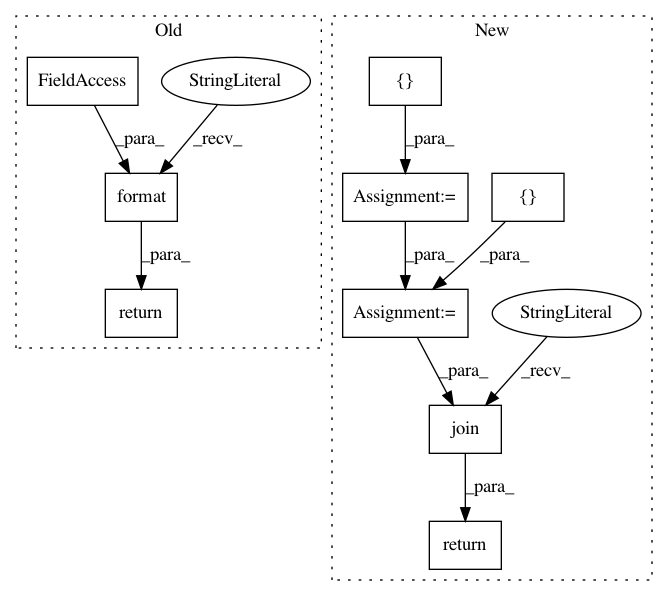 Old
New
FieldAccess
StringLiteral
{}
_para_
_recv_
_para_
format
Assignment:=
{}
_para_
_para_
_para_
return
Assignment:=
StringLiteral
_para_
_recv_
join
_para_
return